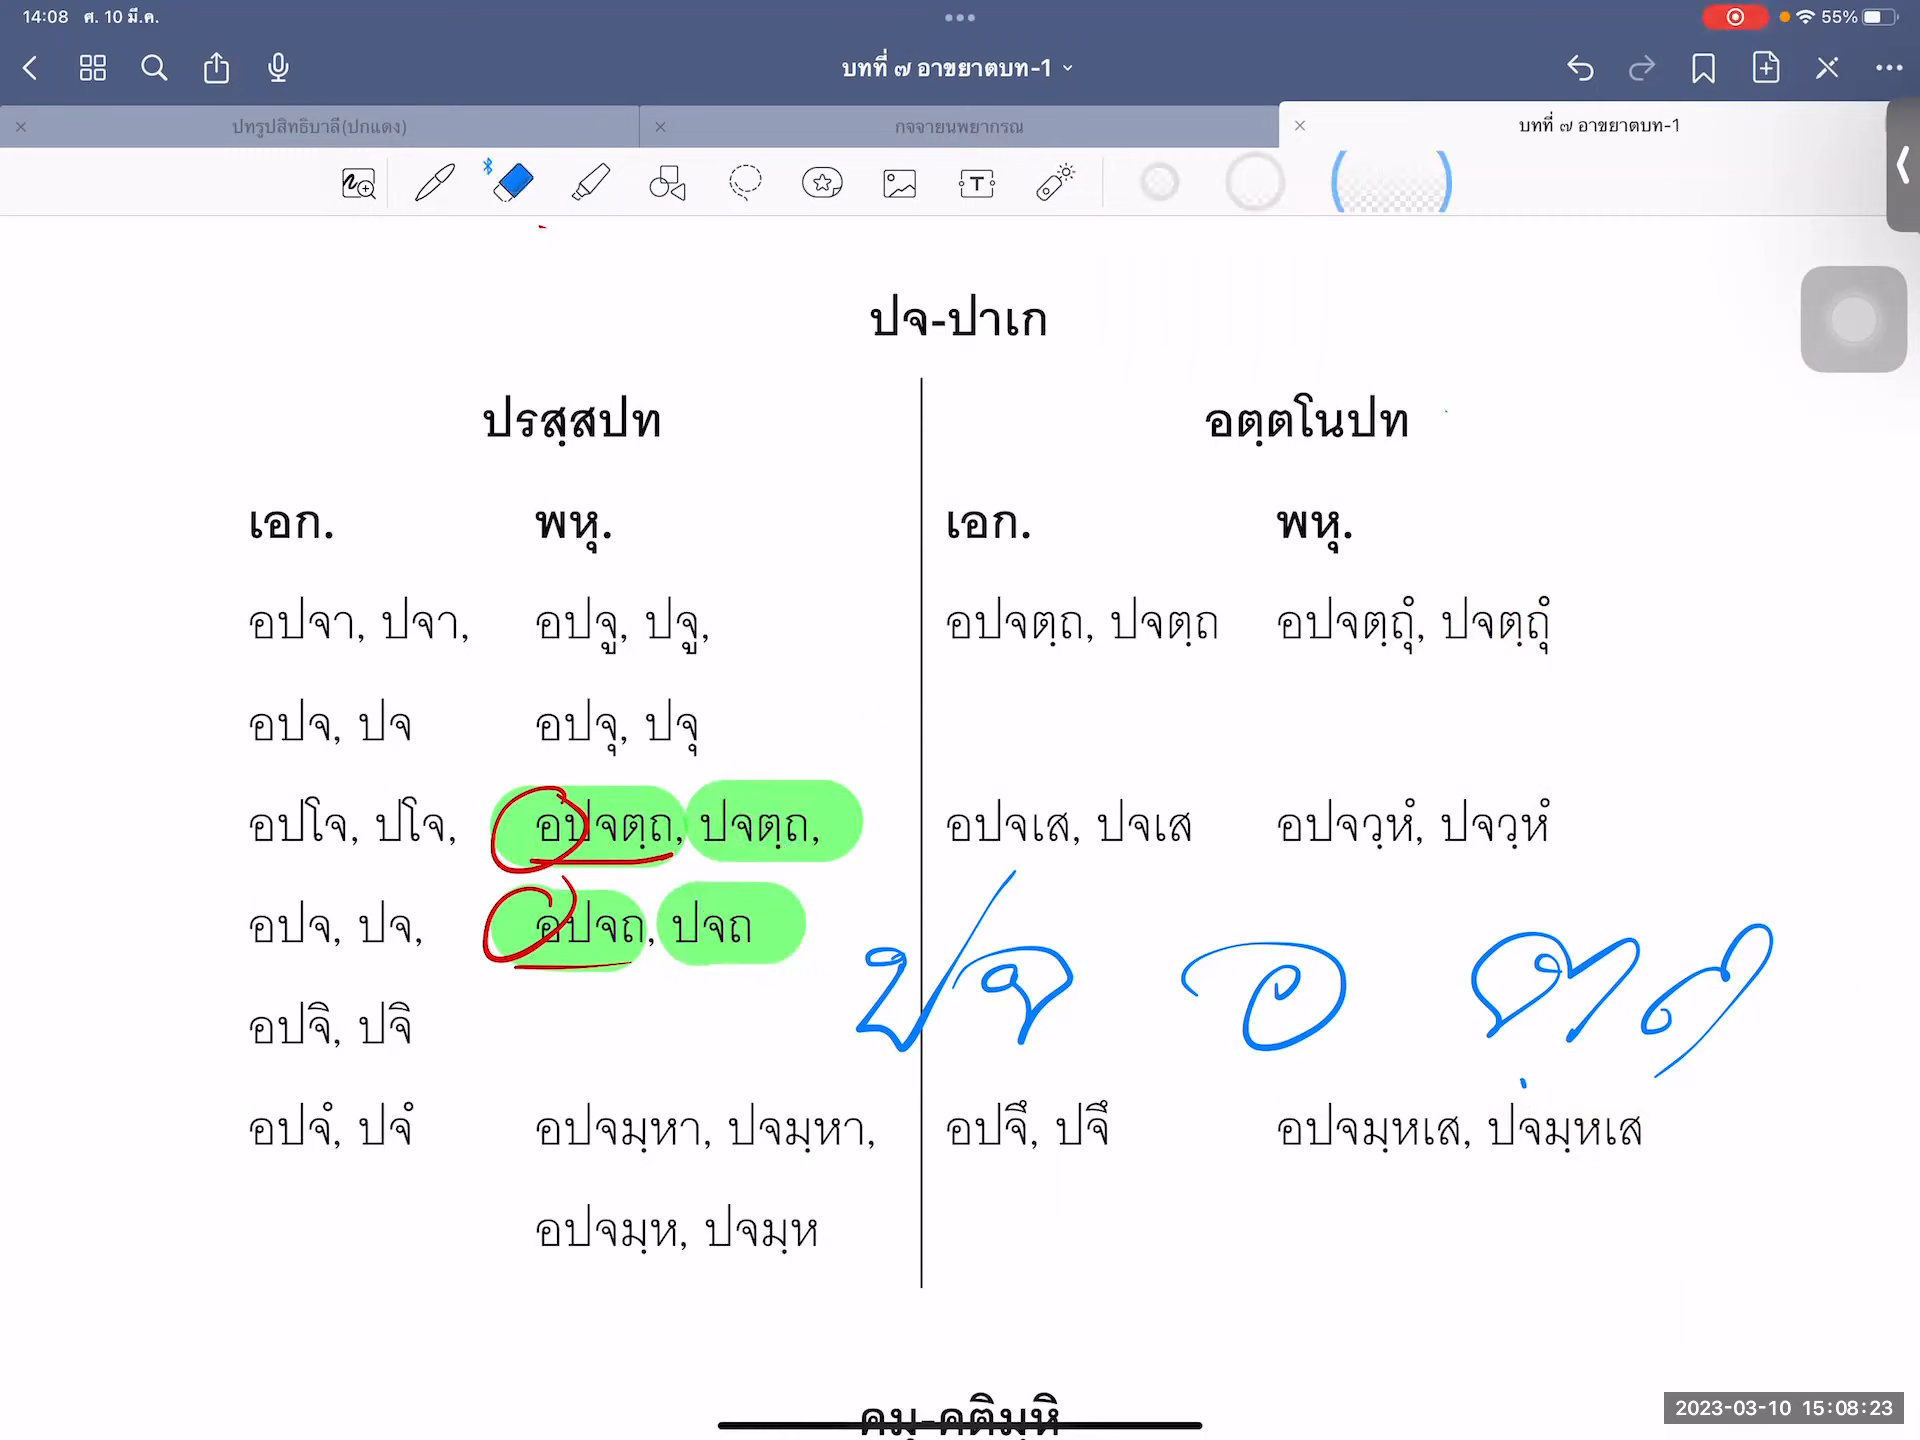 14:08 ศ. 10 มี.ค.
55%
บทที่ ๗ อาขยาตบท-1
ปทรูปสิทธิบาลี(ปกแดง)
กจจายนพยากรณ
บทที่ ๗ อาขยาตบท-1
ปจ-ปาเก
ปรสฺสปท อตฺตโนปท
เอก. พหุ. เอก. พหุ.
อปจา, ปจา, อปจู, ปจู, อปจตฺถ, ปจตฺถ อปจตฺถุํ, ปจตฺถุํ
อปจ, ปจ อปจุ, ปจุ
อปโจ, ปโจ, อปจตฺถ, ปจตฺถ, อปจเส, ปจเส อปจวฺหํ, ปจวฺหํ
อปจ, ปจ, อปจถ, ปจถ
ปจ อ
อปจิ, ปจิ
อปจํ, ปจํ อปจมฺหา, ปจมฺหา, อปจึ, ปจึ อปจมฺหเส, ปจมฺหเส
อปจมฺห, ปจมฺห
คมุ-คติมฺหิ
2023-03-10 15:08:23